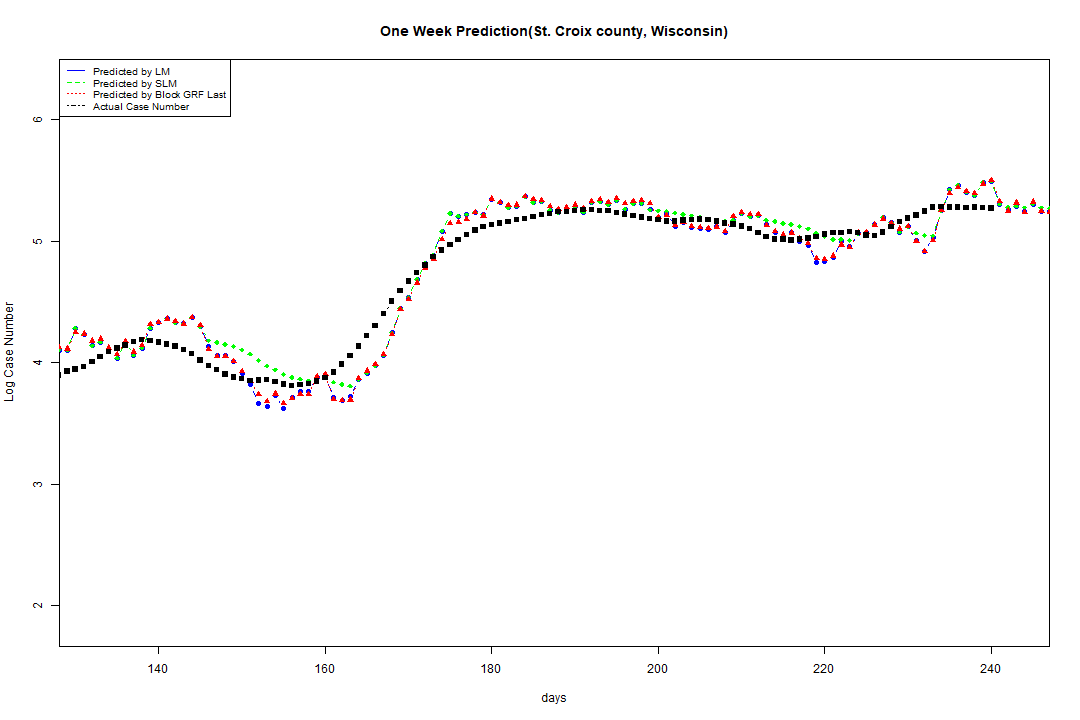 One Week Prediction(St. Croix county, Wisconsin)
Predicted by LM
Predicted by SLM
Predicted by Block GRF Last
Actual Case Number
6
5
4
3
2
Log Case Number
140 160 180 200 220 240
days